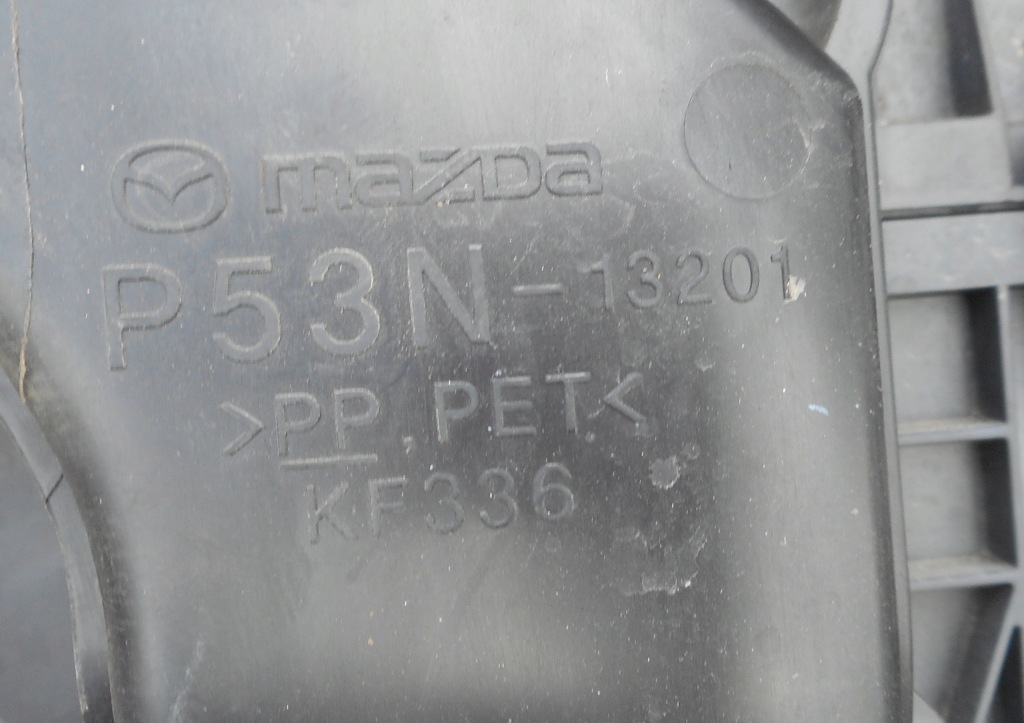 mazda
P53N-13201
>PP,PET<
KF336